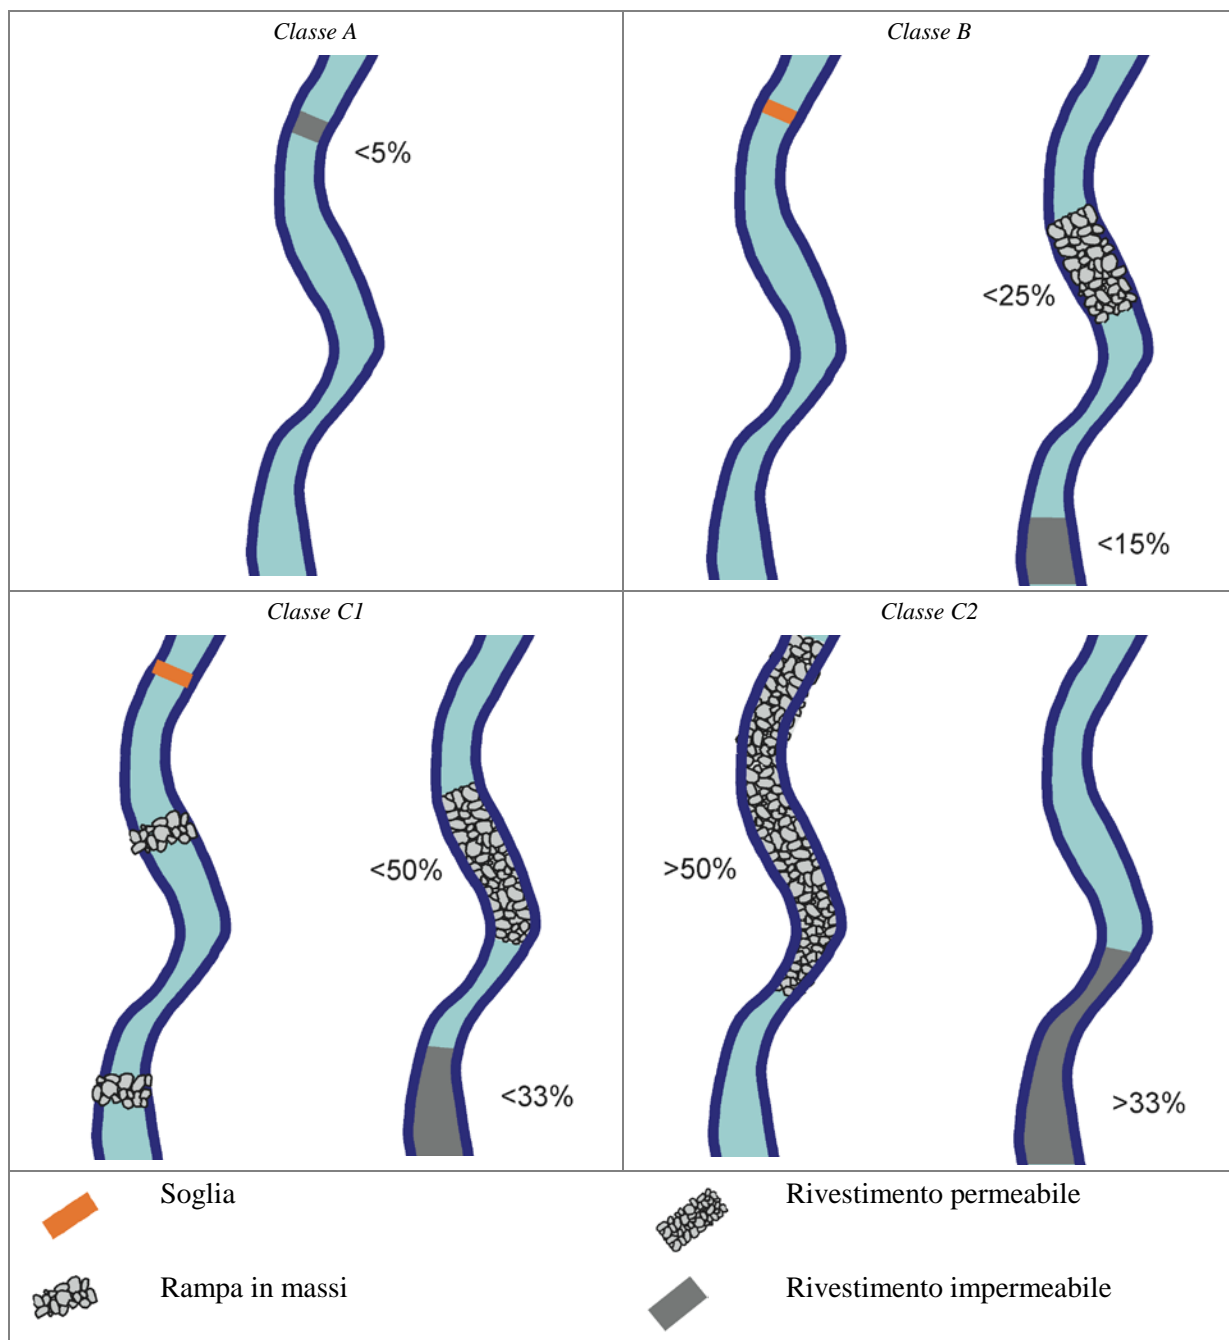 Classe A
<5%
Classe B
<25%
<15%
Classe C1
<50%
<33%
Classe C2
>50%
>33%
Soglia
Rivestimento permeabile
Rampa in massi
Rivestimento impermeabile